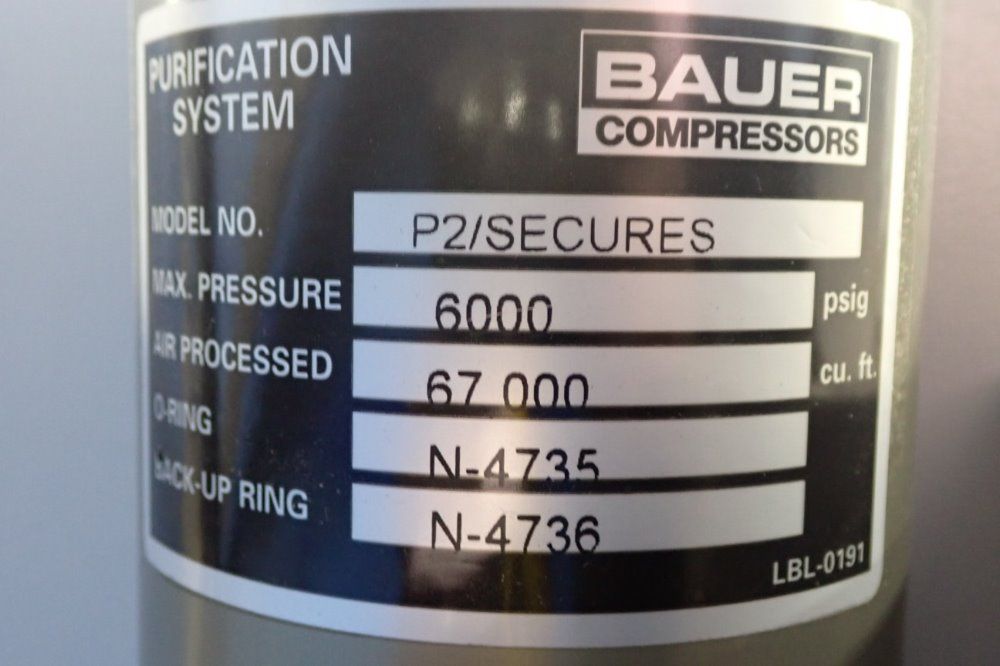 PURIFICATION
SYSTEM
BAUER
COMPRESSORS
MODEL NO. P2/SECURES
MAX. PRESSURE 6000 psig
AIR PROCESSED 67 000 cu. ft.
O-RING N-4735
BACK-UP RING N-4736
LBL-0191